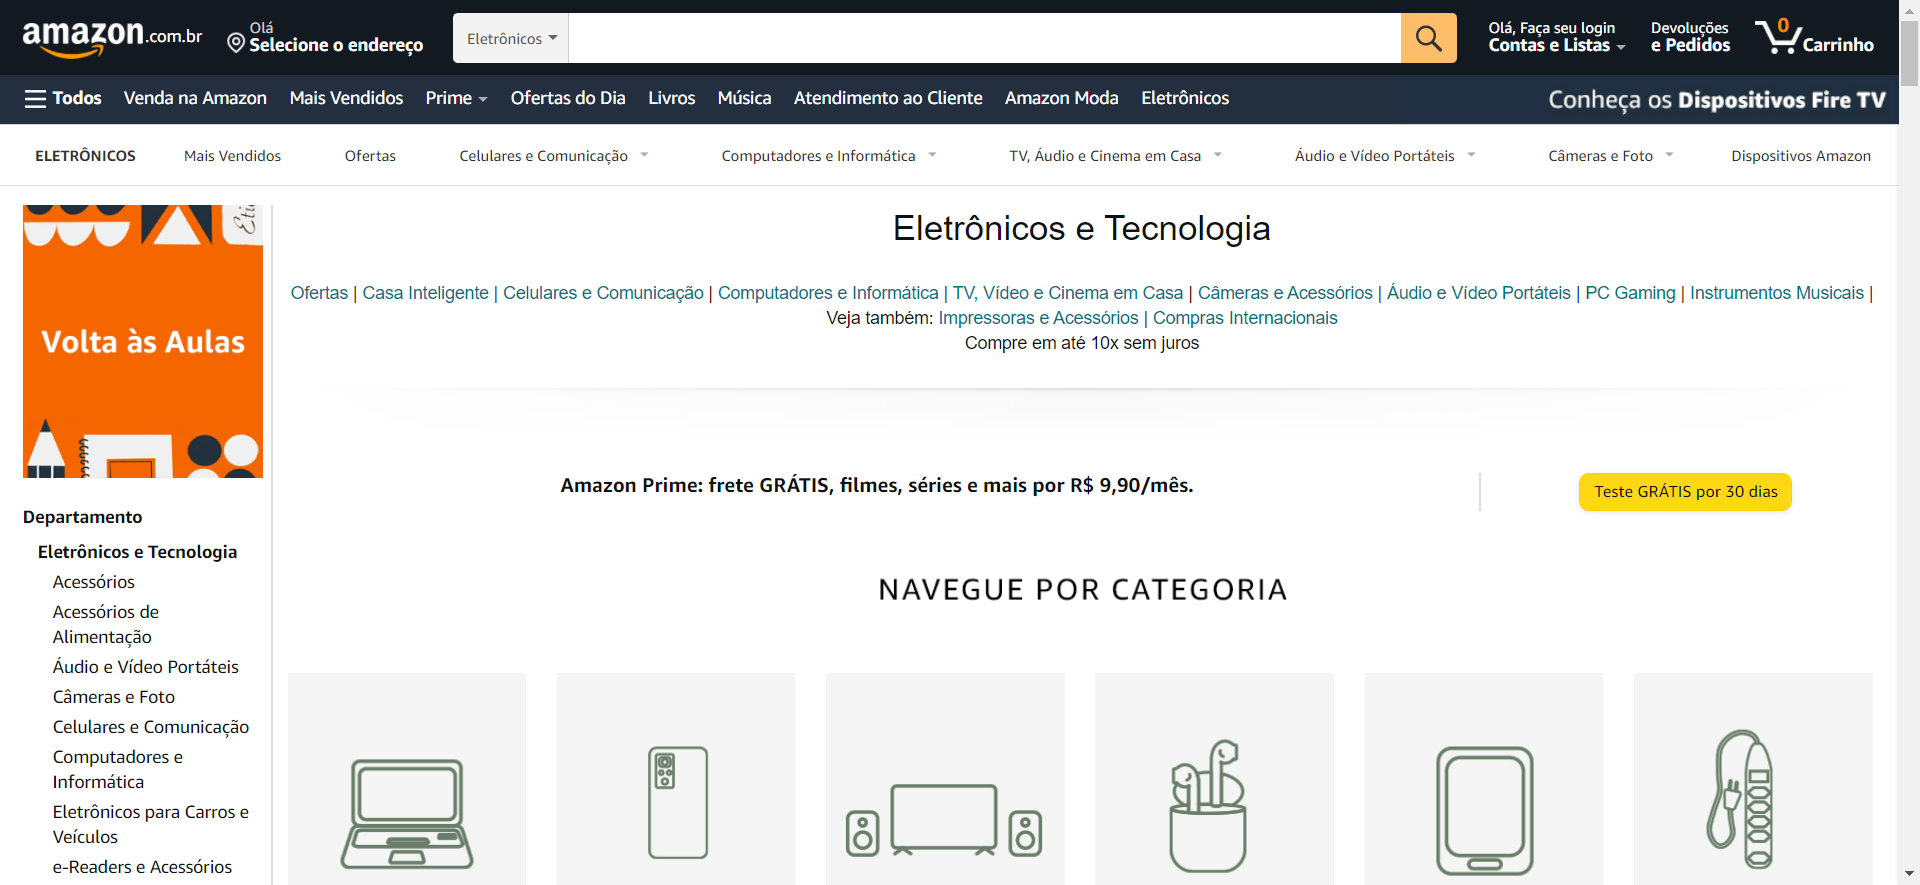 amazon.com.br
Olá
Selecione o endereço
Eletrônicos
Olá, Faça seu login
Contas e Listas
Devoluções
e Pedidos
0
Carrinho
Todos Venda na Amazon Mais Vendidos Prime Ofertas do Dia Livros Música Atendimento ao Cliente Amazon Moda Eletrônicos
Conheça os Dispositivos Fire TV
ELETRÔNICOS Mais Vendidos Ofertas Celulares e Comunicação Computadores e Informática TV, Áudio e Cinema em Casa Áudio e Vídeo Portáteis Câmeras e Foto Dispositivos Amazon
Volta às Aulas
Departamento
Eletrônicos e Tecnologia
Acessórios
Acessórios de
Alimentação
Áudio e Vídeo Portáteis
Câmeras e Foto
Celulares e Comunicação
Computadores e
Informática
Eletrônicos para Carros e
Veículos
e-Readers e Acessórios
Eletrônicos e Tecnologia
Ofertas | Casa Inteligente | Celulares e Comunicação | Computadores e Informática | TV, Vídeo e Cinema em Casa | Câmeras e Acessórios | Áudio e Vídeo Portáteis | PC Gaming | Instrumentos Musicais |
Veja também: Impressoras e Acessórios | Compras Internacionais
Compre em até 10x sem juros
Amazon Prime: frete GRÁTIS, filmes, séries e mais por R$ 9,90/mês.
Teste GRÁTIS por 30 dias
NAVEGUE POR CATEGORIA